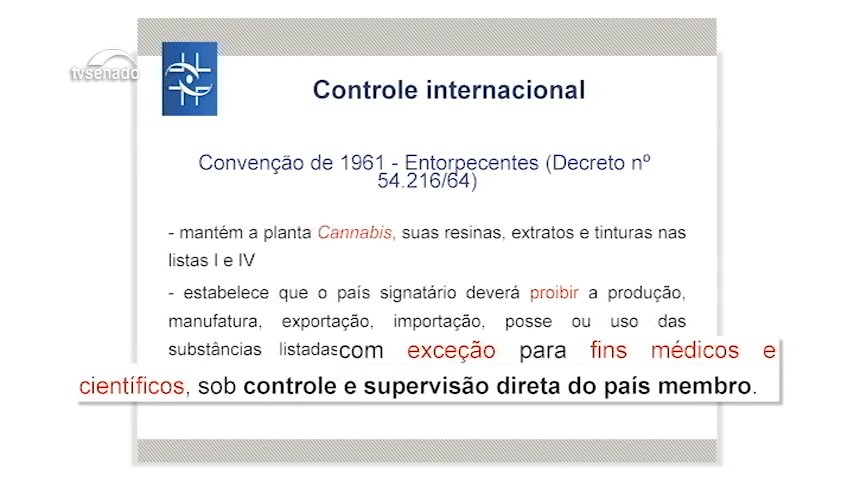 tvsenado
Controle internacional
Convenção de 1961 - Entorpecentes (Decreto nº
54.216/64)
- mantém a planta Cannabis, suas resinas, extratos e tinturas nas
listas I e IV
- estabelece que o país signatário deverá proibir a produção,
manufatura, exportação, importação, posse ou uso das
substâncias listadas com exceção para fins médicos e
científicos, sob controle e supervisão direta do país membro.